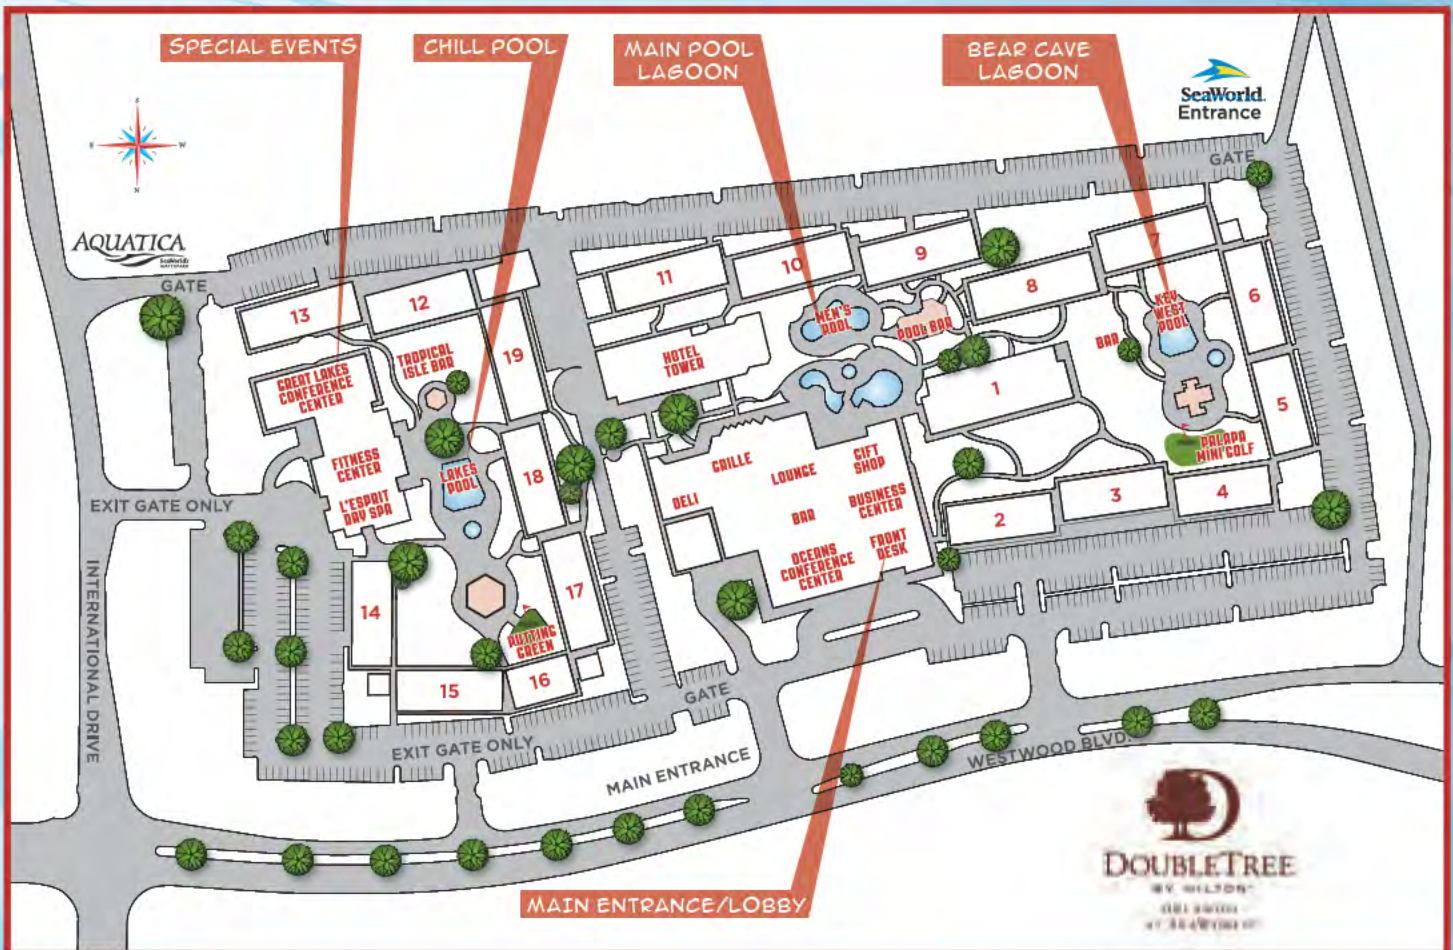 SPECIAL EVENTS
CHILL POOL
MAIN POOL
LAGOON
BEAR CAVE
LAGOON
SeaWorld
Entrance
S
E
W
N
AQUATICA
SeaWorld's
GATE
GATE
13
12
11
10
9
8
7
6
5
19
18
17
1
2
3
4
14
15
16
GREAT LAKES
CONFERENCE
CENTER
TROPICAL
ISLE BAR
FITNESS
CENTER
L'ESPRIT
DAY SPA
LAKES
POOL
PUTTING
GREEN
HOTEL
TOWER
MEN'S
POOL
POOL BAR
KEY
WEST
POOL
BAR
PALAPA
MINI GOLF
GRILLE
DELI
LOUNGE
BAR
GIFT
SHOP
BUSINESS
CENTER
FRONT
DESK
OCEANS
CONFERENCE
CENTER
EXIT GATE ONLY
INTERNATIONAL DRIVE
EXIT GATE ONLY
GATE
MAIN ENTRANCE
WESTWOOD BLVD.
MAIN ENTRANCE/LOBBY
DOUBLETREE
BY HILTON